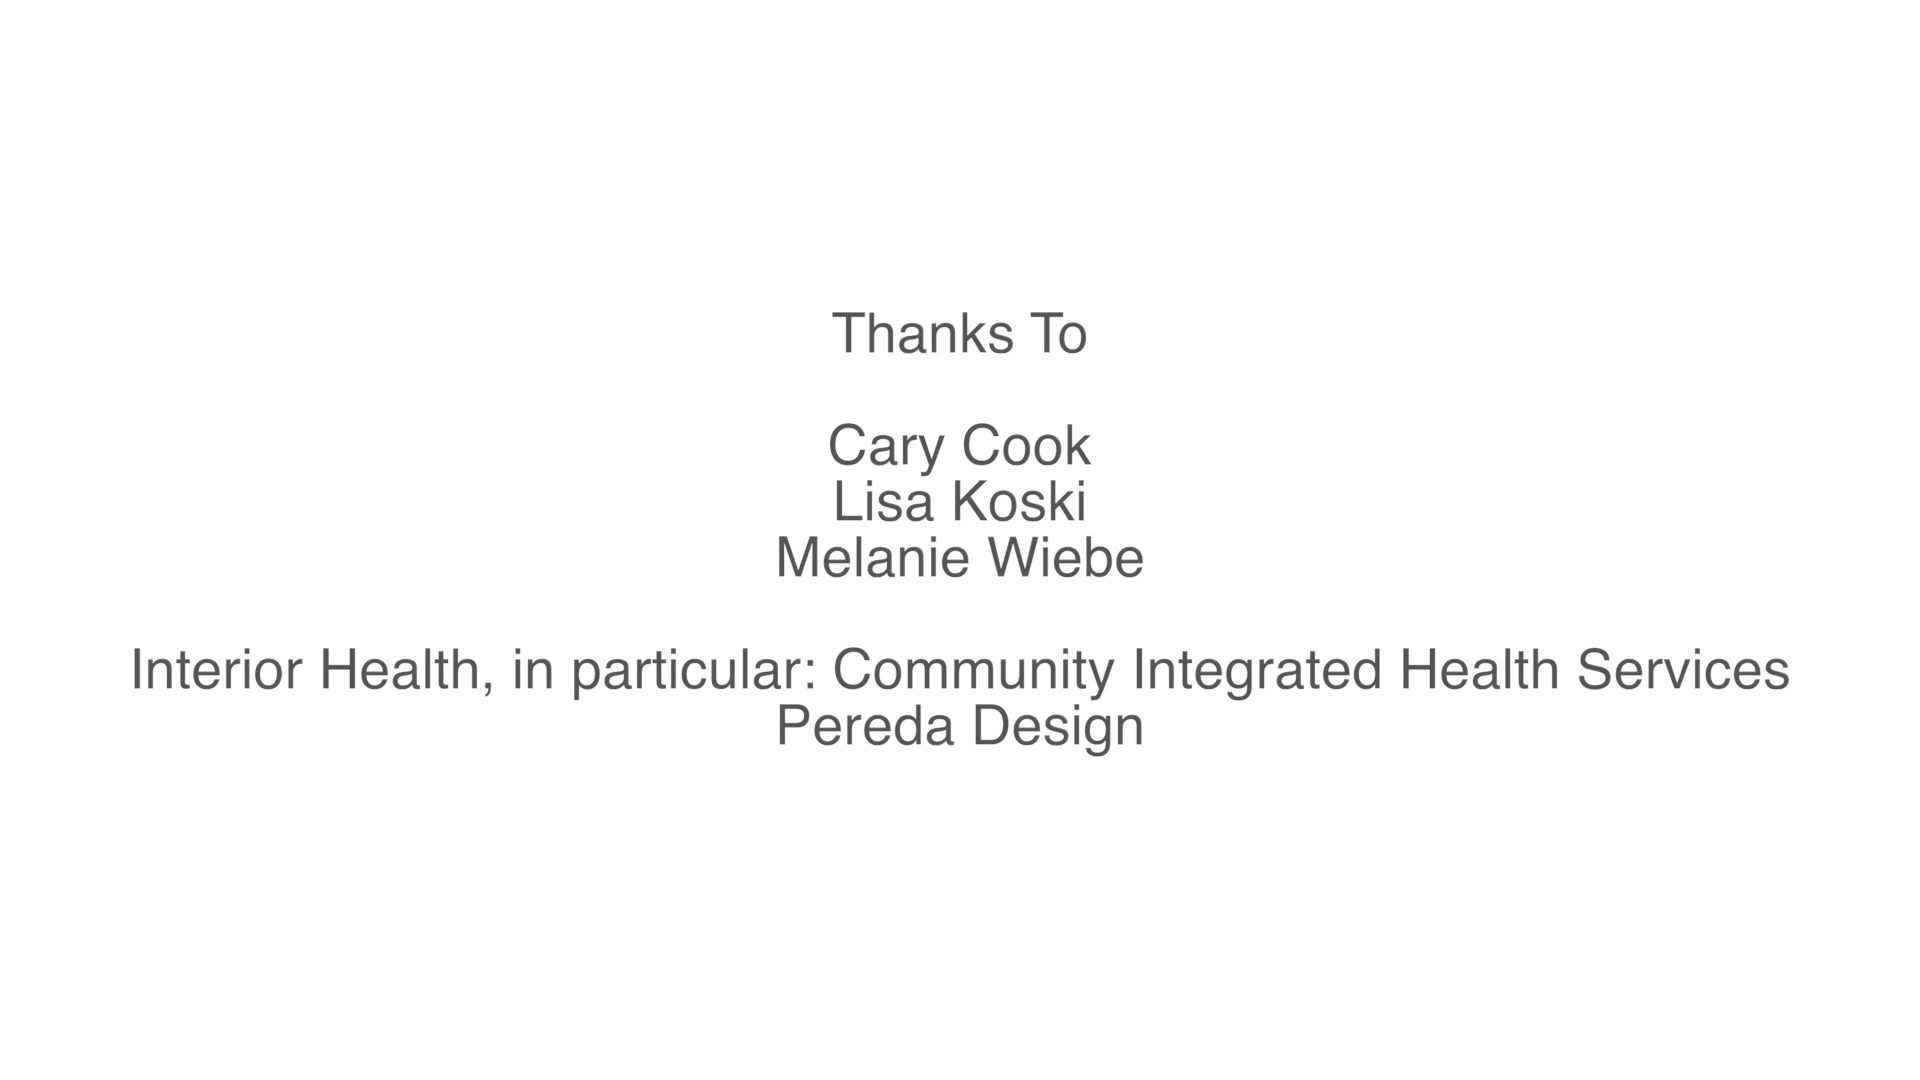 Thanks To
Cary Cook
Lisa Koski
Melanie Wiebe
Interior Health, in particular: Community Integrated Health Services
Pereda Design